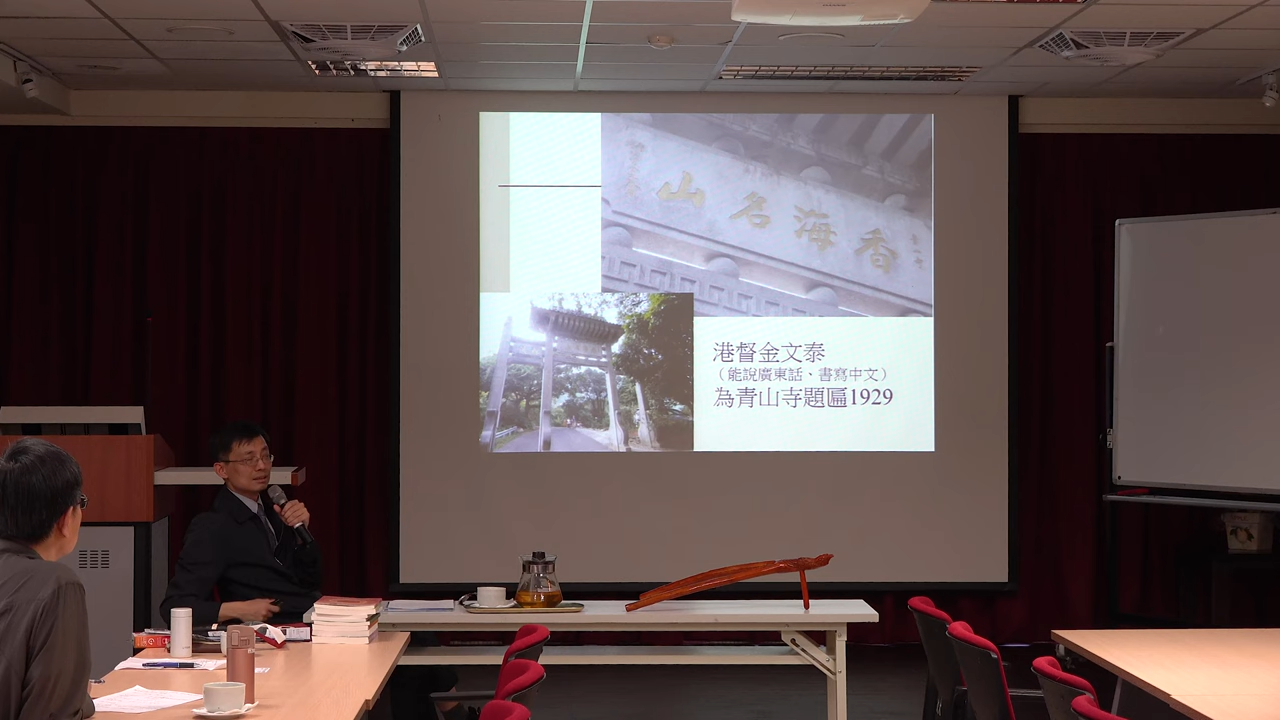 香海名山
港督金文泰
（能說廣東話、書寫中文）
為青山寺題匾1929